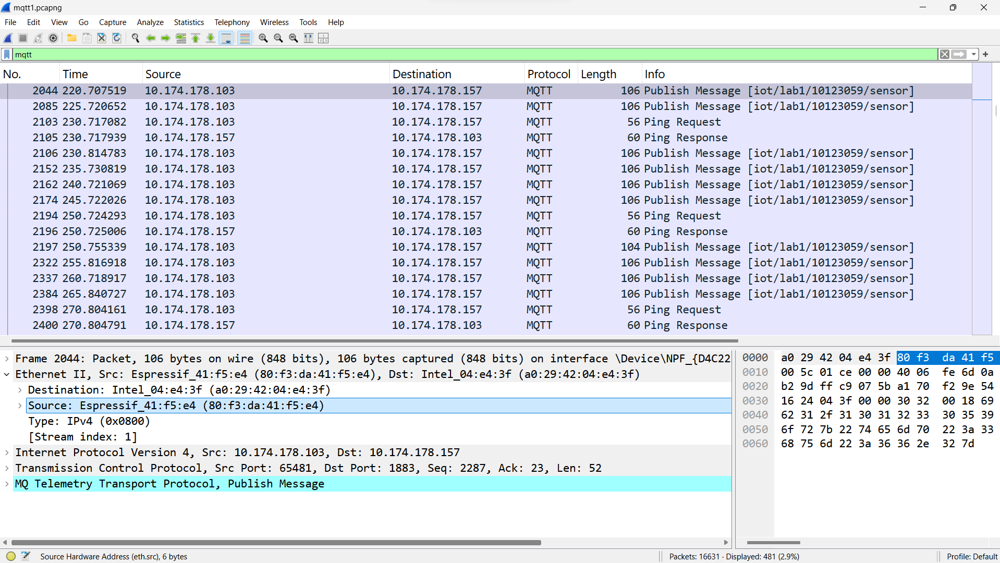 mqtt1.pcapng
File Edit View Go Capture Analyze Statistics Telephony Wireless Tools Help
mqtt
No. Time Source Destination Protocol Length Info
2044 220.707519 10.174.178.103 10.174.178.157 MQTT 106 Publish Message [iot/lab1/10123059/sensor]
2085 225.720652 10.174.178.103 10.174.178.157 MQTT 106 Publish Message [iot/lab1/10123059/sensor]
2103 230.717082 10.174.178.103 10.174.178.157 MQTT 56 Ping Request
2105 230.717939 10.174.178.157 10.174.178.103 MQTT 60 Ping Response
2106 230.814783 10.174.178.103 10.174.178.157 MQTT 106 Publish Message [iot/lab1/10123059/sensor]
2152 235.730819 10.174.178.103 10.174.178.157 MQTT 106 Publish Message [iot/lab1/10123059/sensor]
2162 240.721069 10.174.178.103 10.174.178.157 MQTT 106 Publish Message [iot/lab1/10123059/sensor]
2174 245.722026 10.174.178.103 10.174.178.157 MQTT 106 Publish Message [iot/lab1/10123059/sensor]
2194 250.724293 10.174.178.103 10.174.178.157 MQTT 56 Ping Request
2196 250.725006 10.174.178.157 10.174.178.103 MQTT 60 Ping Response
2197 250.755339 10.174.178.103 10.174.178.157 MQTT 104 Publish Message [iot/lab1/10123059/sensor]
2322 255.816918 10.174.178.103 10.174.178.157 MQTT 106 Publish Message [iot/lab1/10123059/sensor]
2337 260.718917 10.174.178.103 10.174.178.157 MQTT 106 Publish Message [iot/lab1/10123059/sensor]
2384 265.840727 10.174.178.103 10.174.178.157 MQTT 106 Publish Message [iot/lab1/10123059/sensor]
2398 270.804161 10.174.178.103 10.174.178.157 MQTT 56 Ping Request
2400 270.804791 10.174.178.157 10.174.178.103 MQTT 60 Ping Response
Frame 2044: Packet, 106 bytes on wire (848 bits), 106 bytes captured (848 bits) on interface \Device\NPF_{D4C22
Ethernet II, Src: Espressif_41:f5:e4 (80:f3:da:41:f5:e4), Dst: Intel_04:e4:3f (a0:29:42:04:e4:3f)
Destination: Intel_04:e4:3f (a0:29:42:04:e4:3f)
Source: Espressif_41:f5:e4 (80:f3:da:41:f5:e4)
Type: IPv4 (0x0800)
[Stream index: 1]
Internet Protocol Version 4, Src: 10.174.178.103, Dst: 10.174.178.157
Transmission Control Protocol, Src Port: 65481, Dst Port: 1883, Seq: 2287, Ack: 23, Len: 52
MQ Telemetry Transport Protocol, Publish Message
0000 a0 29 42 04 e4 3f 80 f3 da 41 f5
0010 00 5c 01 ce 00 00 40 06 fe 6d 0a
0020 b2 9d ff c9 07 5b a1 70 f2 9e 54
0030 16 24 04 3f 00 00 30 32 00 18 69
0040 62 31 2f 31 30 31 32 33 30 35 39
0050 6f 72 7b 22 74 65 6d 70 22 3a 33
0060 68 75 6d 22 3a 36 36 2e 32 7d
Source Hardware Address (eth.src), 6 bytes
Packets: 16631 · Displayed: 481 (2.9%)
Profile: Default